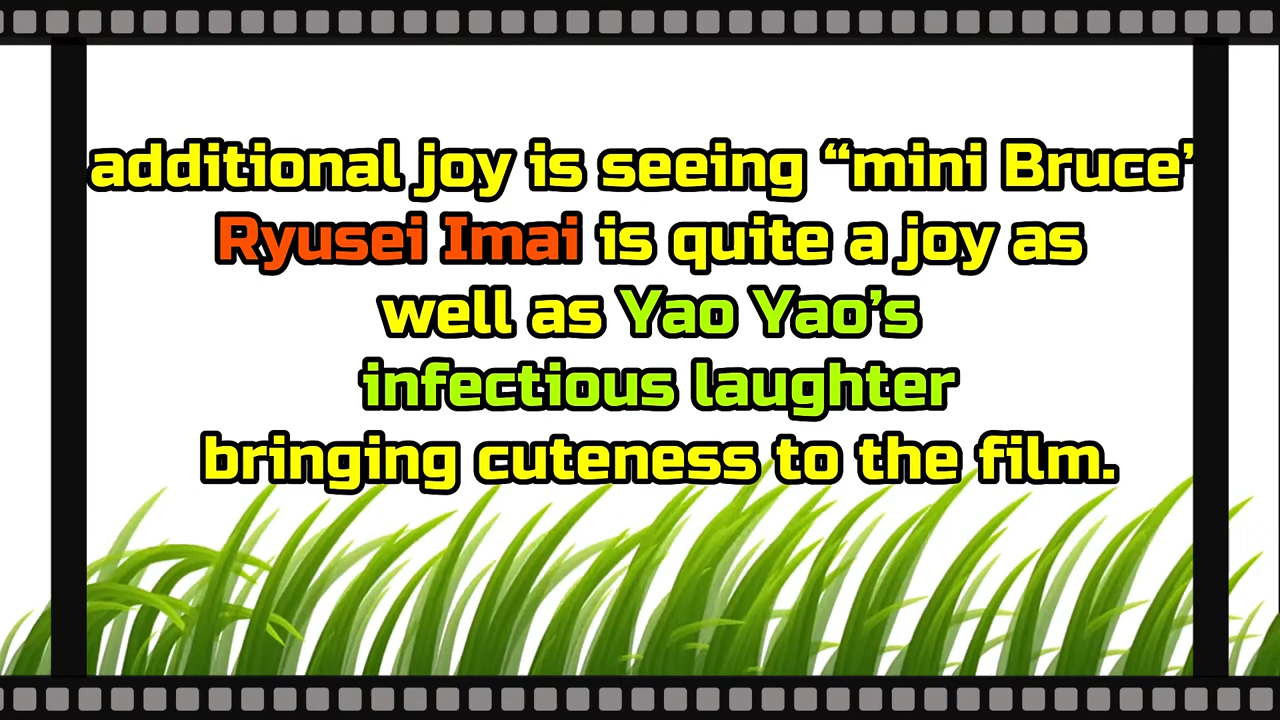 additional joy is seeing “mini Bruce’
Ryusei Imai is quite a joy as
well as Yao Yao’s
infectious laughter
bringing cuteness to the film.